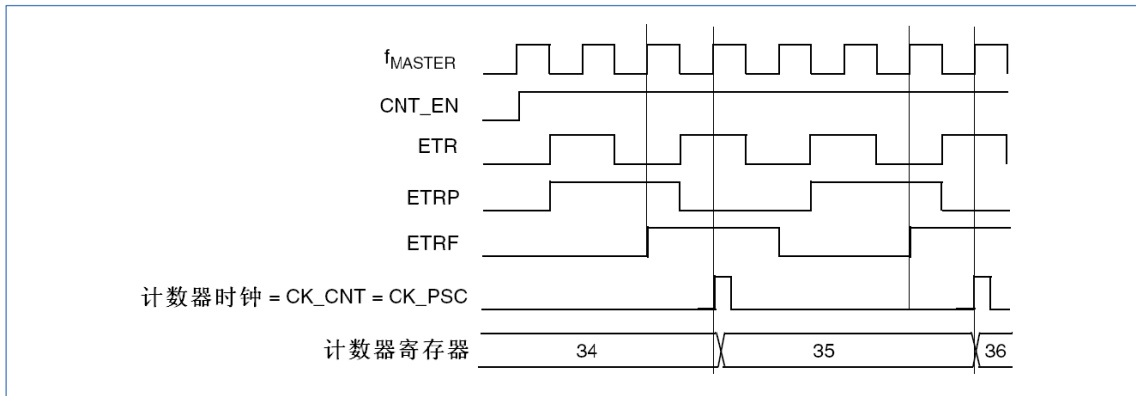 fMASTER
CNT_EN
ETR
ETRP
ETRF
计数器时钟 = CK_CNT = CK_PSC
计数器寄存器 34 35 36